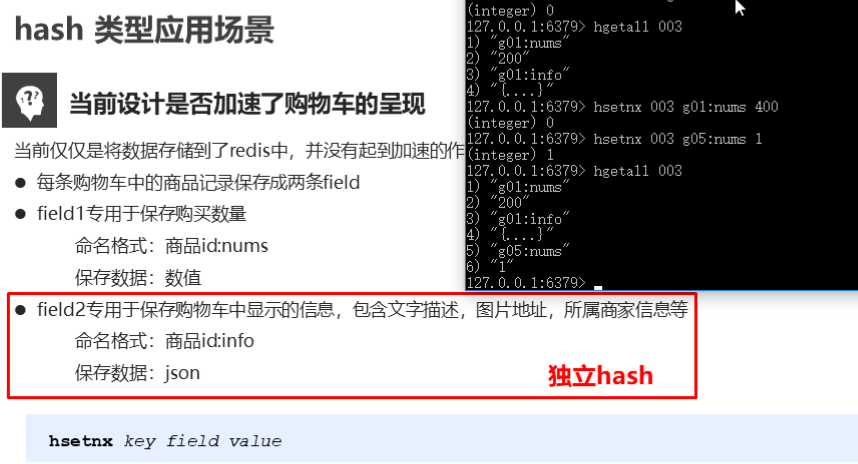 hash 类型应用场景
当前设计是否加速了购物车的呈现
当前仅仅是将数据存储到了redis中，并没有起到加速的作
● 每条购物车中的商品记录保存成两条field
● field1专用于保存购买数量
命名格式：商品id:nums
保存数据：数值
● field2专用于保存购物车中显示的信息，包含文字描述，图片地址，所属商家信息等
命名格式：商品id:info
保存数据：json
独立hash
hsetnx key field value
(integer) 0
127.0.0.1:6379> hgetall 003
1) "g01:nums"
2) "200"
3) "g01:info"
4) "{....}"
127.0.0.1:6379> hsetnx 003 g01:nums 400
(integer) 0
127.0.0.1:6379> hsetnx 003 g05:nums 1
(integer) 1
127.0.0.1:6379> hgetall 003
1) "g01:nums"
2) "200"
3) "g01:info"
4) "{....}"
5) "g05:nums"
6) "1"
127.0.0.1:6379>